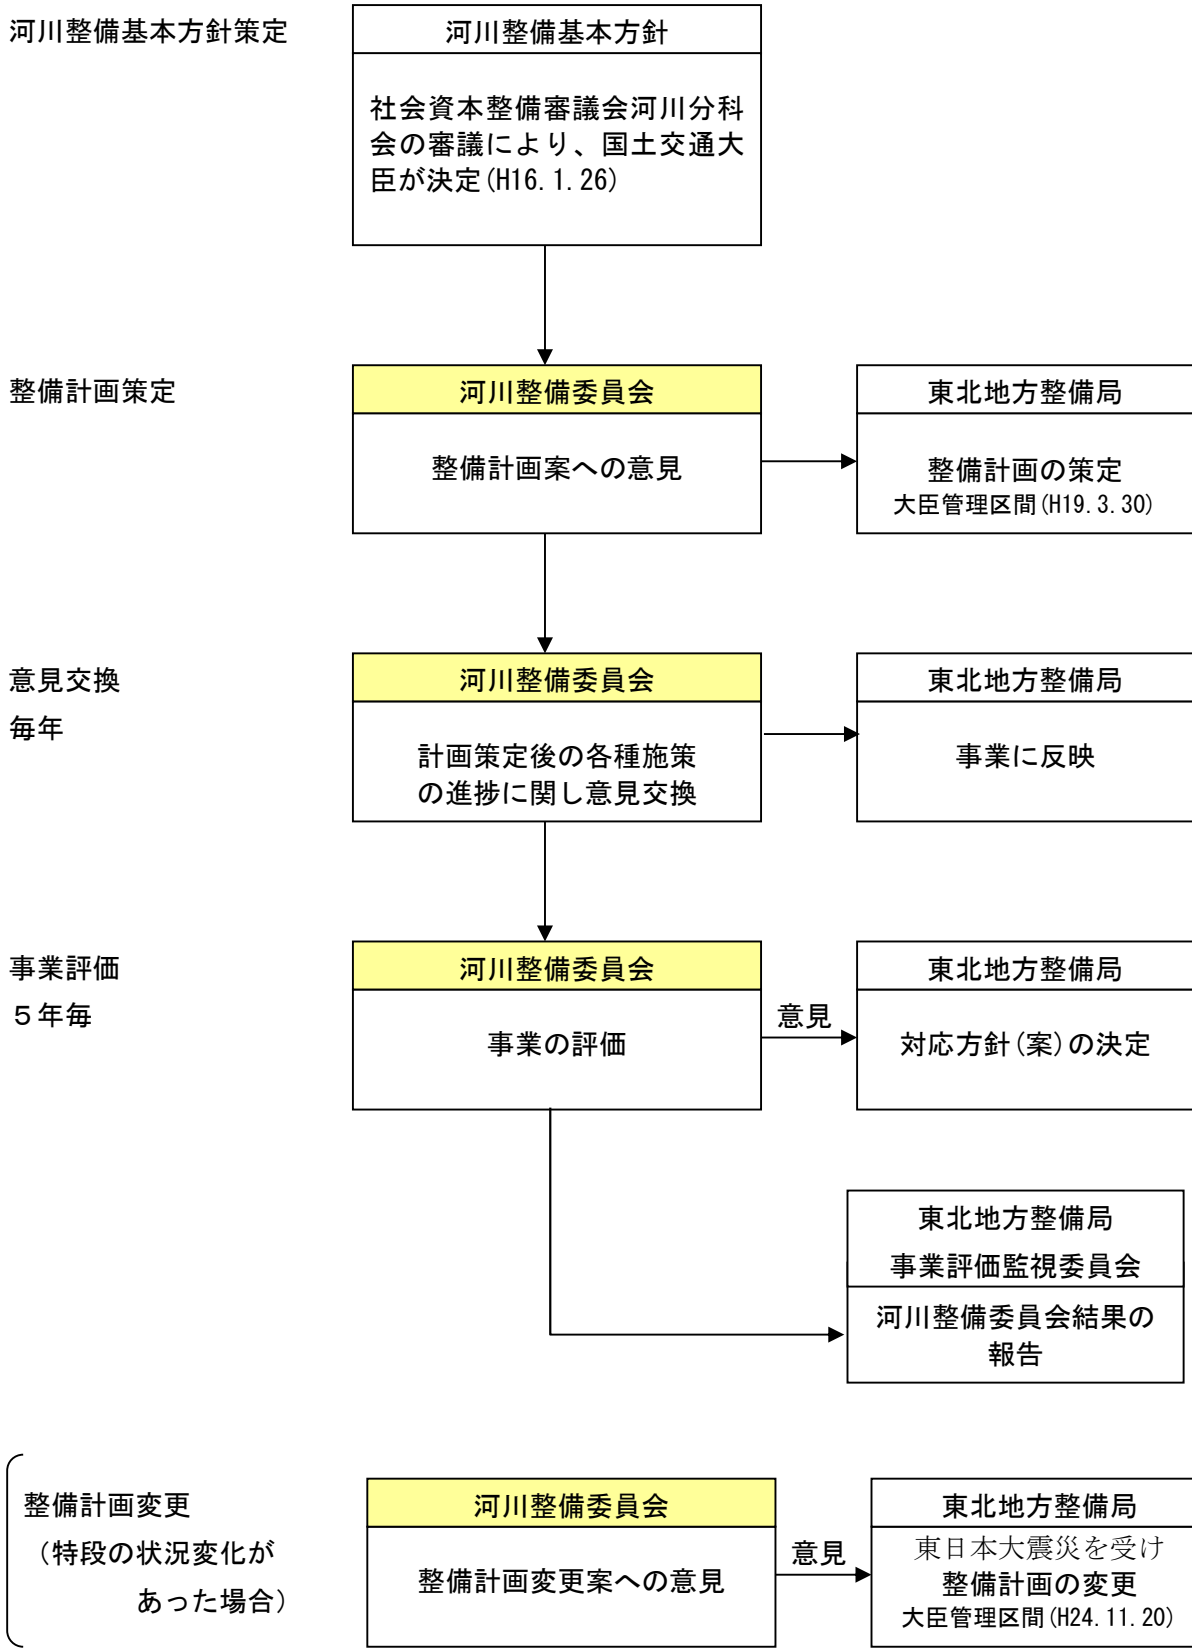 河川整備基本方針策定
河川整備基本方針
社会資本整備審議会河川分科
会の審議により、国土交通大
臣が決定(H16.1.26)
整備計画策定
河川整備委員会
整備計画案への意見
東北地方整備局
整備計画の策定
大臣管理区間(H19.3.30)
意見交換
毎年
河川整備委員会
計画策定後の各種施策
の進捗に関し意見交換
東北地方整備局
事業に反映
事業評価
５年毎
河川整備委員会
事業の評価
意見
東北地方整備局
対応方針(案)の決定
東北地方整備局
事業評価監視委員会
河川整備委員会結果の
報告
整備計画変更
（特段の状況変化が
あった場合）
河川整備委員会
整備計画変更案への意見
意見
東北地方整備局
東日本大震災を受け
整備計画の変更
大臣管理区間(H24.11.20)